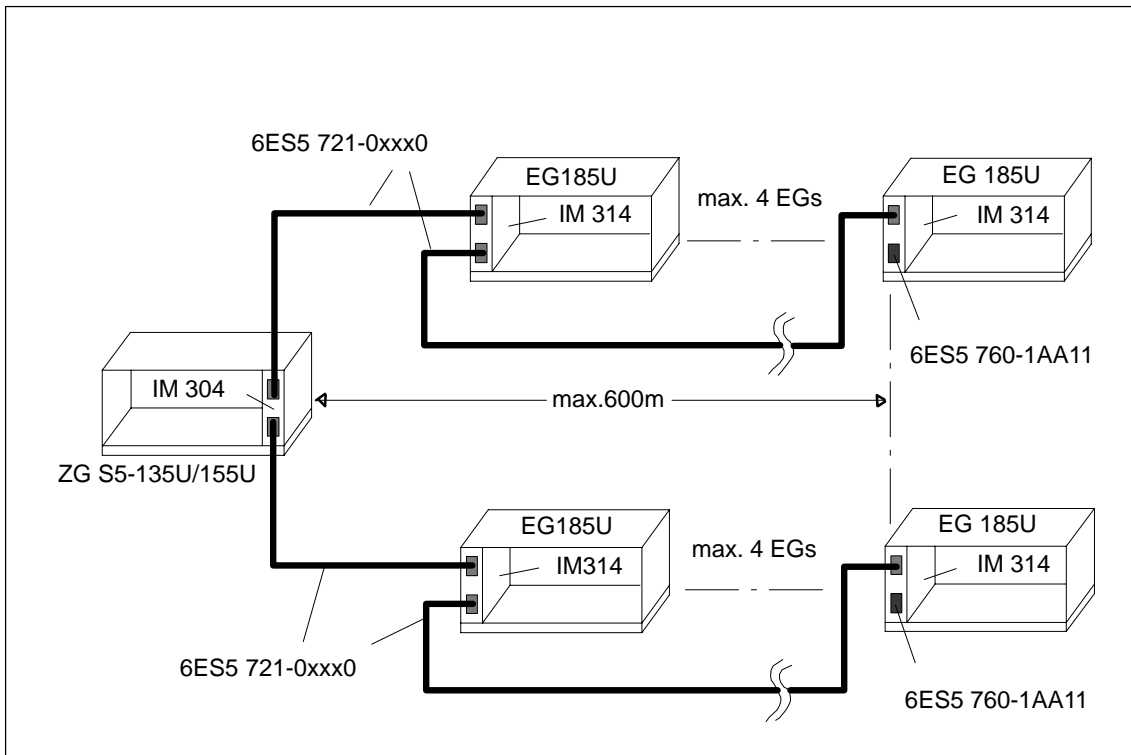 6ES5 721-0xxx0
EG185U
IM 314
max. 4 EGs
EG 185U
IM 314
6ES5 760-1AA11
IM 304
max.600m
ZG S5-135U/155U
EG185U
IM314
max. 4 EGs
EG 185U
IM 314
6ES5 721-0xxx0
6ES5 760-1AA11